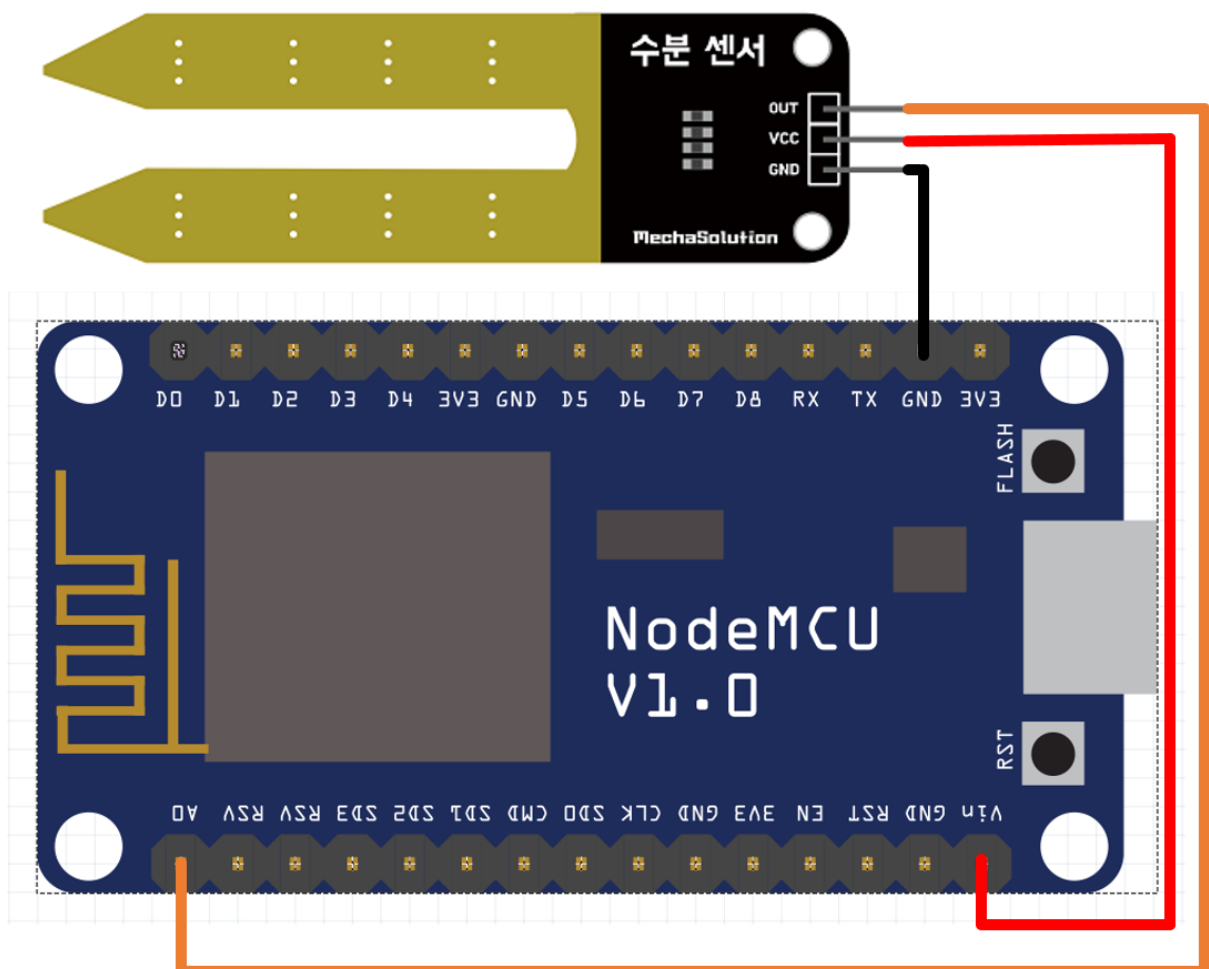 수분 센서
OUT
VCC
GND
MechaSolution
D0 D1 D2 D3 D4 3V3 GND D5 D6 D7 D8 RX TX GND 3V3
FLASH
NodeMCU
V1.0
RST
A0 RSV RSV SD3 SD2 SD1 CMD SD0 CLK GND 3V3 EN RST GND Vin